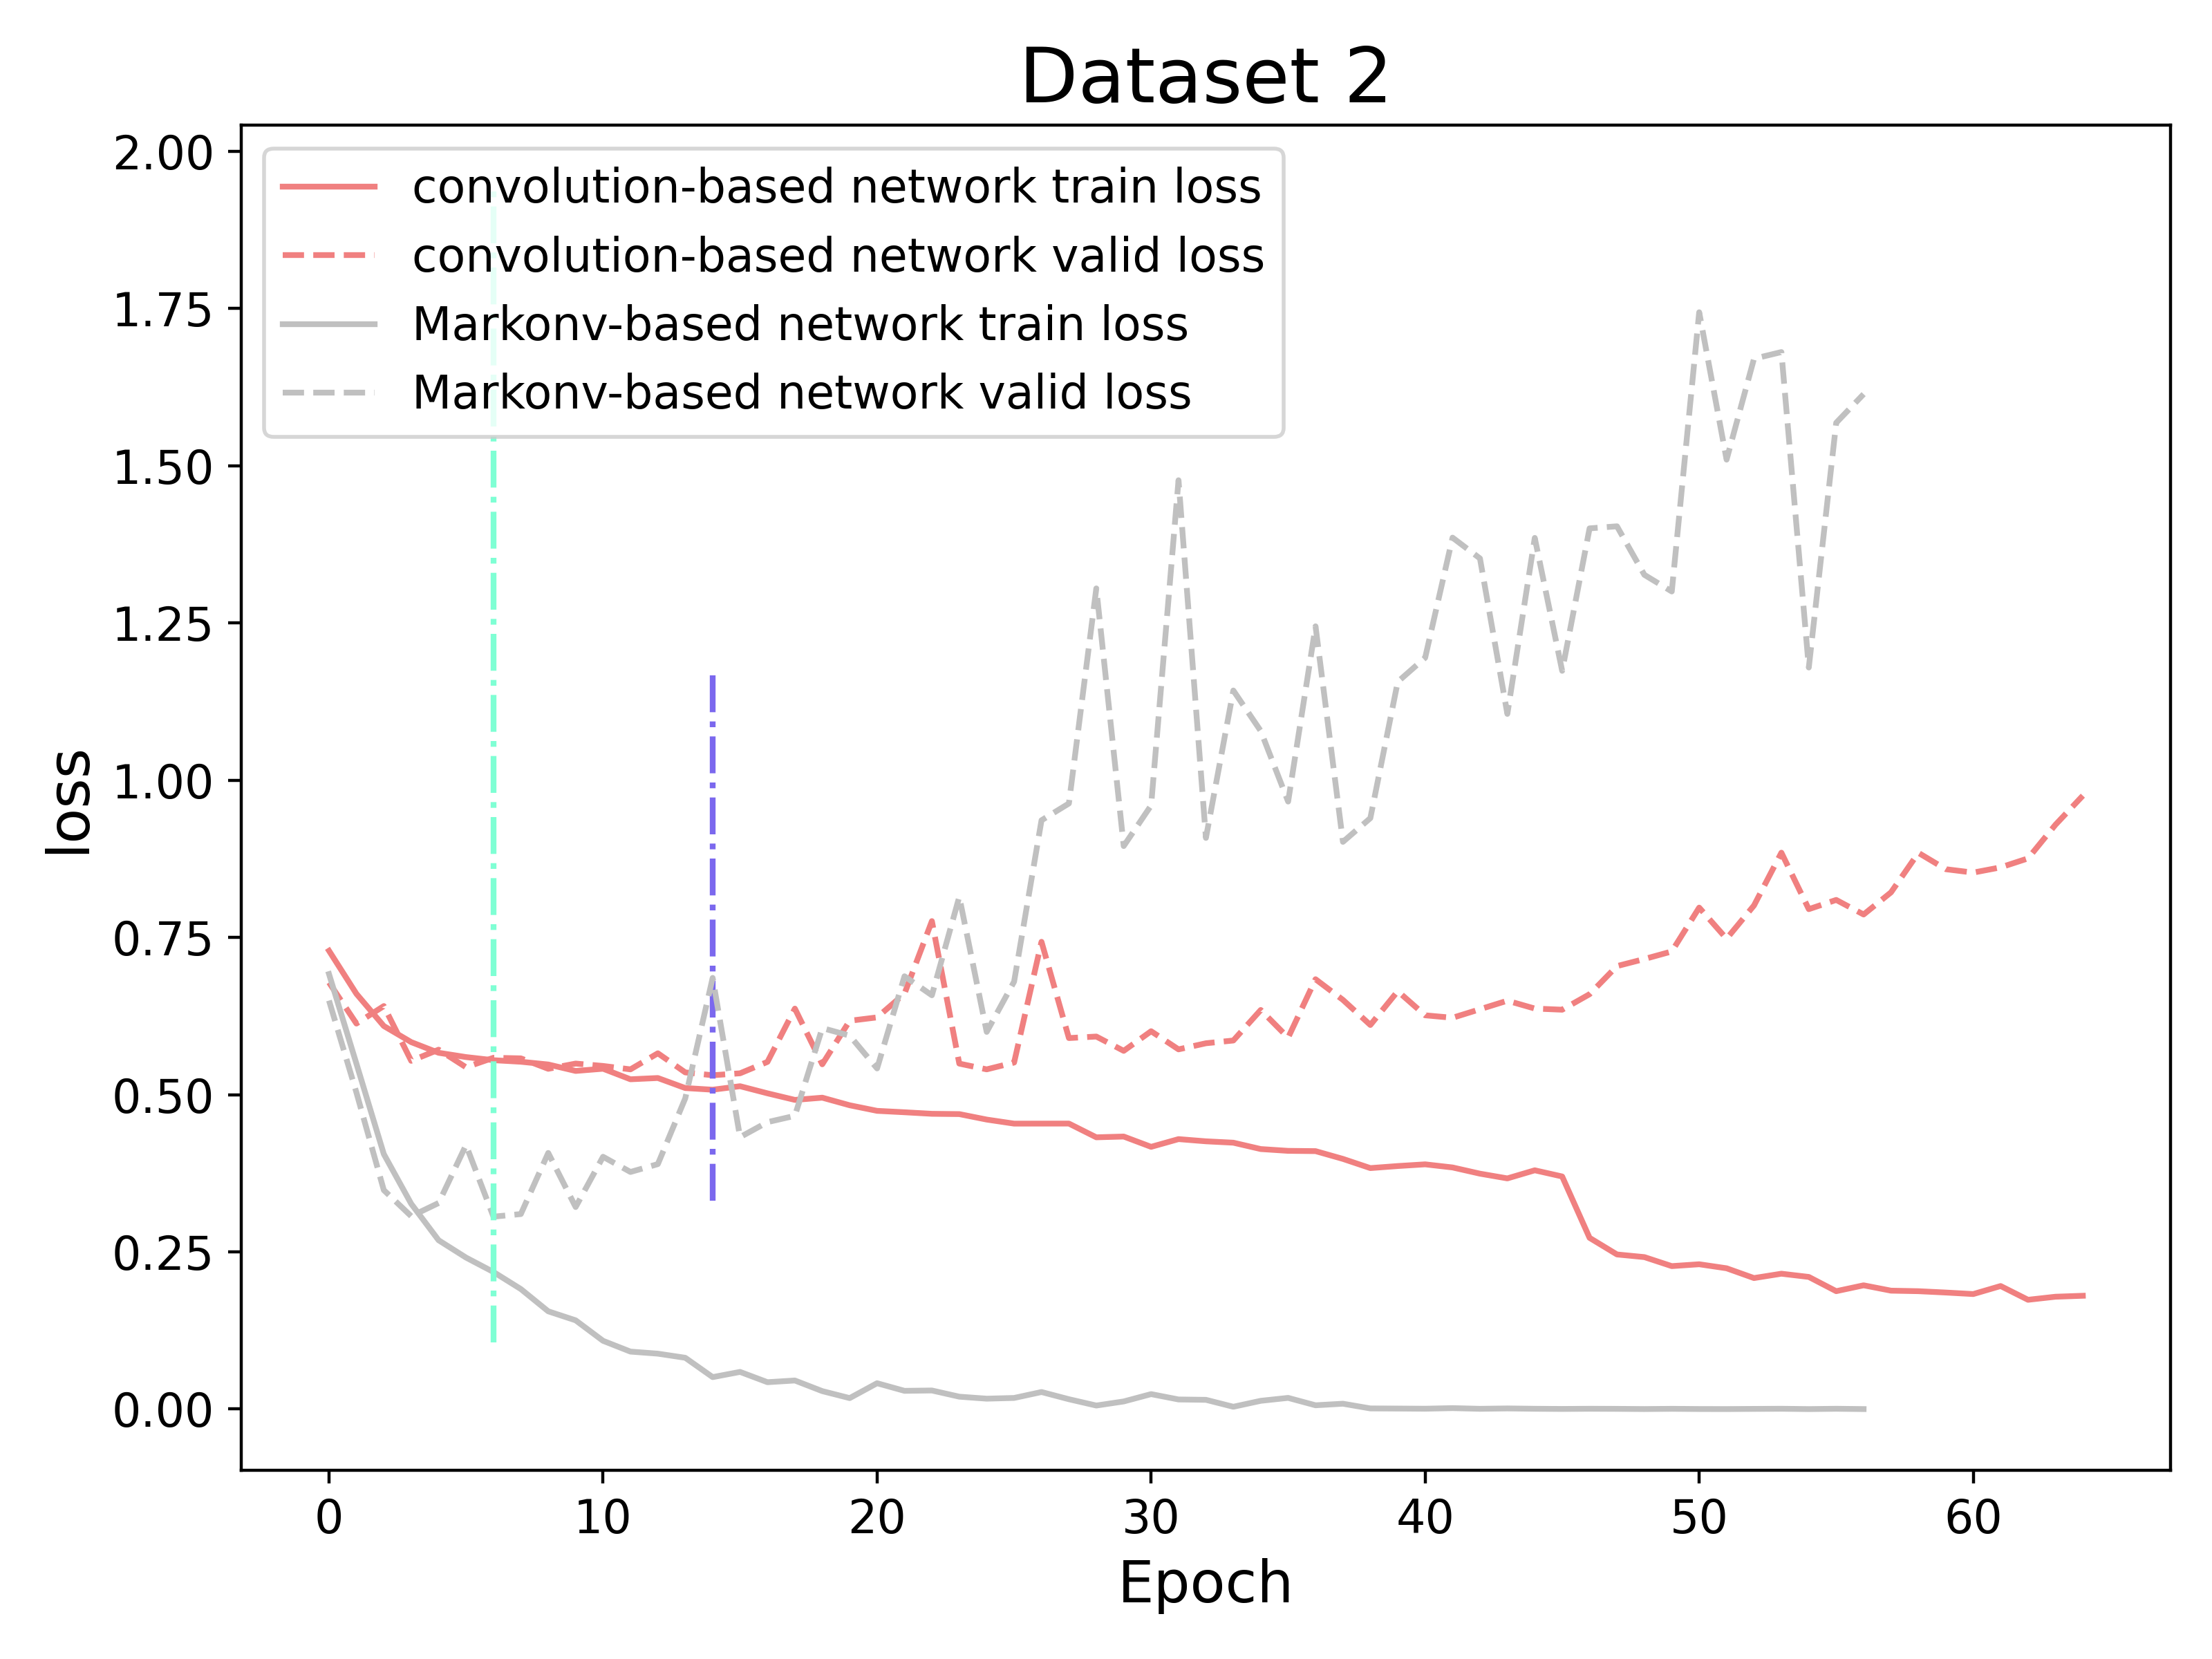 Dataset 2
convolution-based network train loss
convolution-based network valid loss
Markonv-based network train loss
Markonv-based network valid loss
2.00
1.75
1.50
1.25
1.00
0.75
0.50
0.25
0.00
loss
0 10 20 30 40 50 60
Epoch